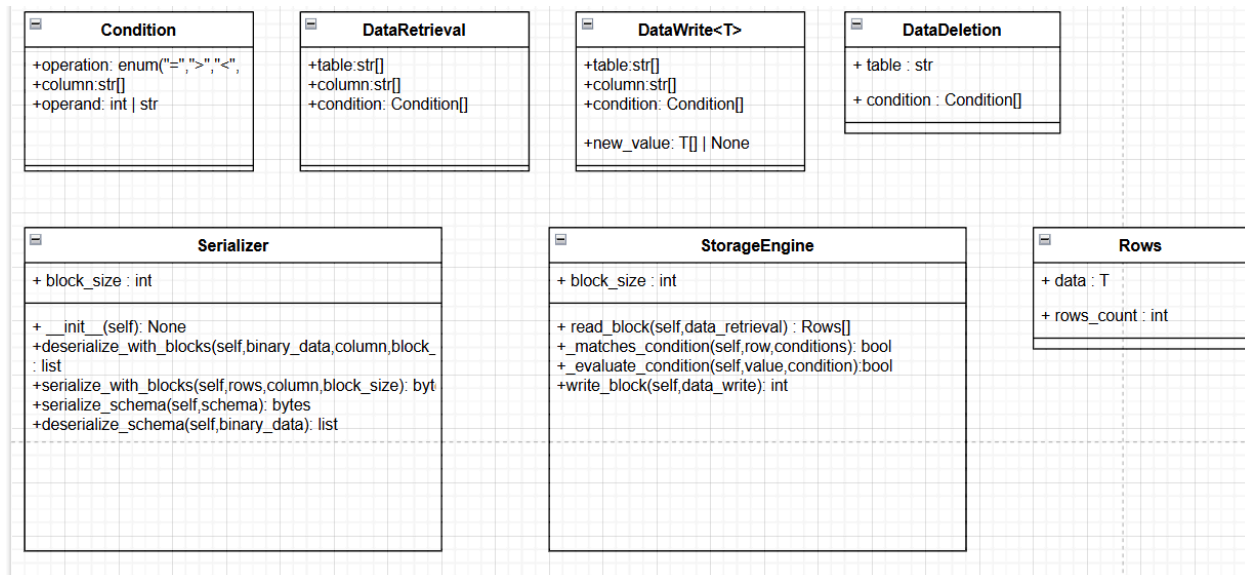 Condition
+operation: enum("=",">","<",
+column:str[]
+operand: int | str
DataRetrieval
+table:str[]
+column:str[]
+condition: Condition[]
DataWrite<T>
+table:str[]
+column:str[]
+condition: Condition[]
+new_value: T[] | None
DataDeletion
+ table : str
+ condition : Condition[]
Serializer
+ block_size : int
+ __init__(self): None
+deserialize_with_blocks(self,binary_data,column,block_
: list
+serialize_with_blocks(self,rows,column,block_size): byt
+serialize_schema(self,schema): bytes
+deserialize_schema(self,binary_data): list
StorageEngine
+ block_size : int
+ read_block(self,data_retrieval) : Rows[]
+_matches_condition(self,row,conditions): bool
+_evaluate_condition(self,value,condition):bool
+write_block(self,data_write): int
Rows
+ data : T
+ rows_count : int